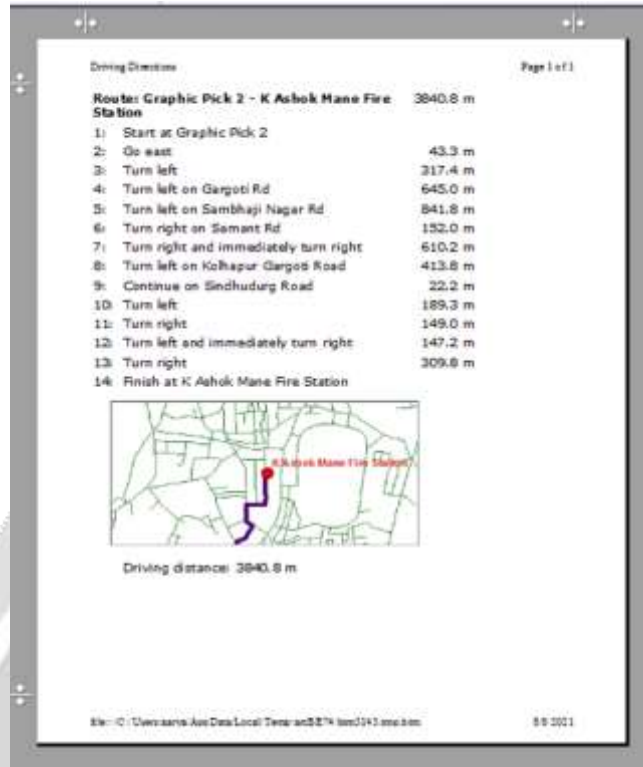 Driving Directions Page 1 of 1
Route: Graphic Pick 2 - K Ashok Mane Fire 3840.8 m
Station
1: Start at Graphic Pick 2
2: Go east 43.3 m
3: Turn left 317.4 m
4: Turn left on Gargoti Rd 645.0 m
5: Turn left on Sambhaji Nagar Rd 841.8 m
6: Turn right on Samant Rd 152.0 m
7: Turn right and immediately turn right 610.2 m
8: Turn left on Kolhapur Gargoti Road 413.8 m
9: Continue on Sindhudurg Road 22.2 m
10: Turn left 189.3 m
11: Turn right 149.0 m
12: Turn left and immediately turn right 147.2 m
13: Turn right 309.8 m
14: Finish at K Ashok Mane Fire Station
K Ashok Mane Fire Station
Driving distance: 3840.8 m